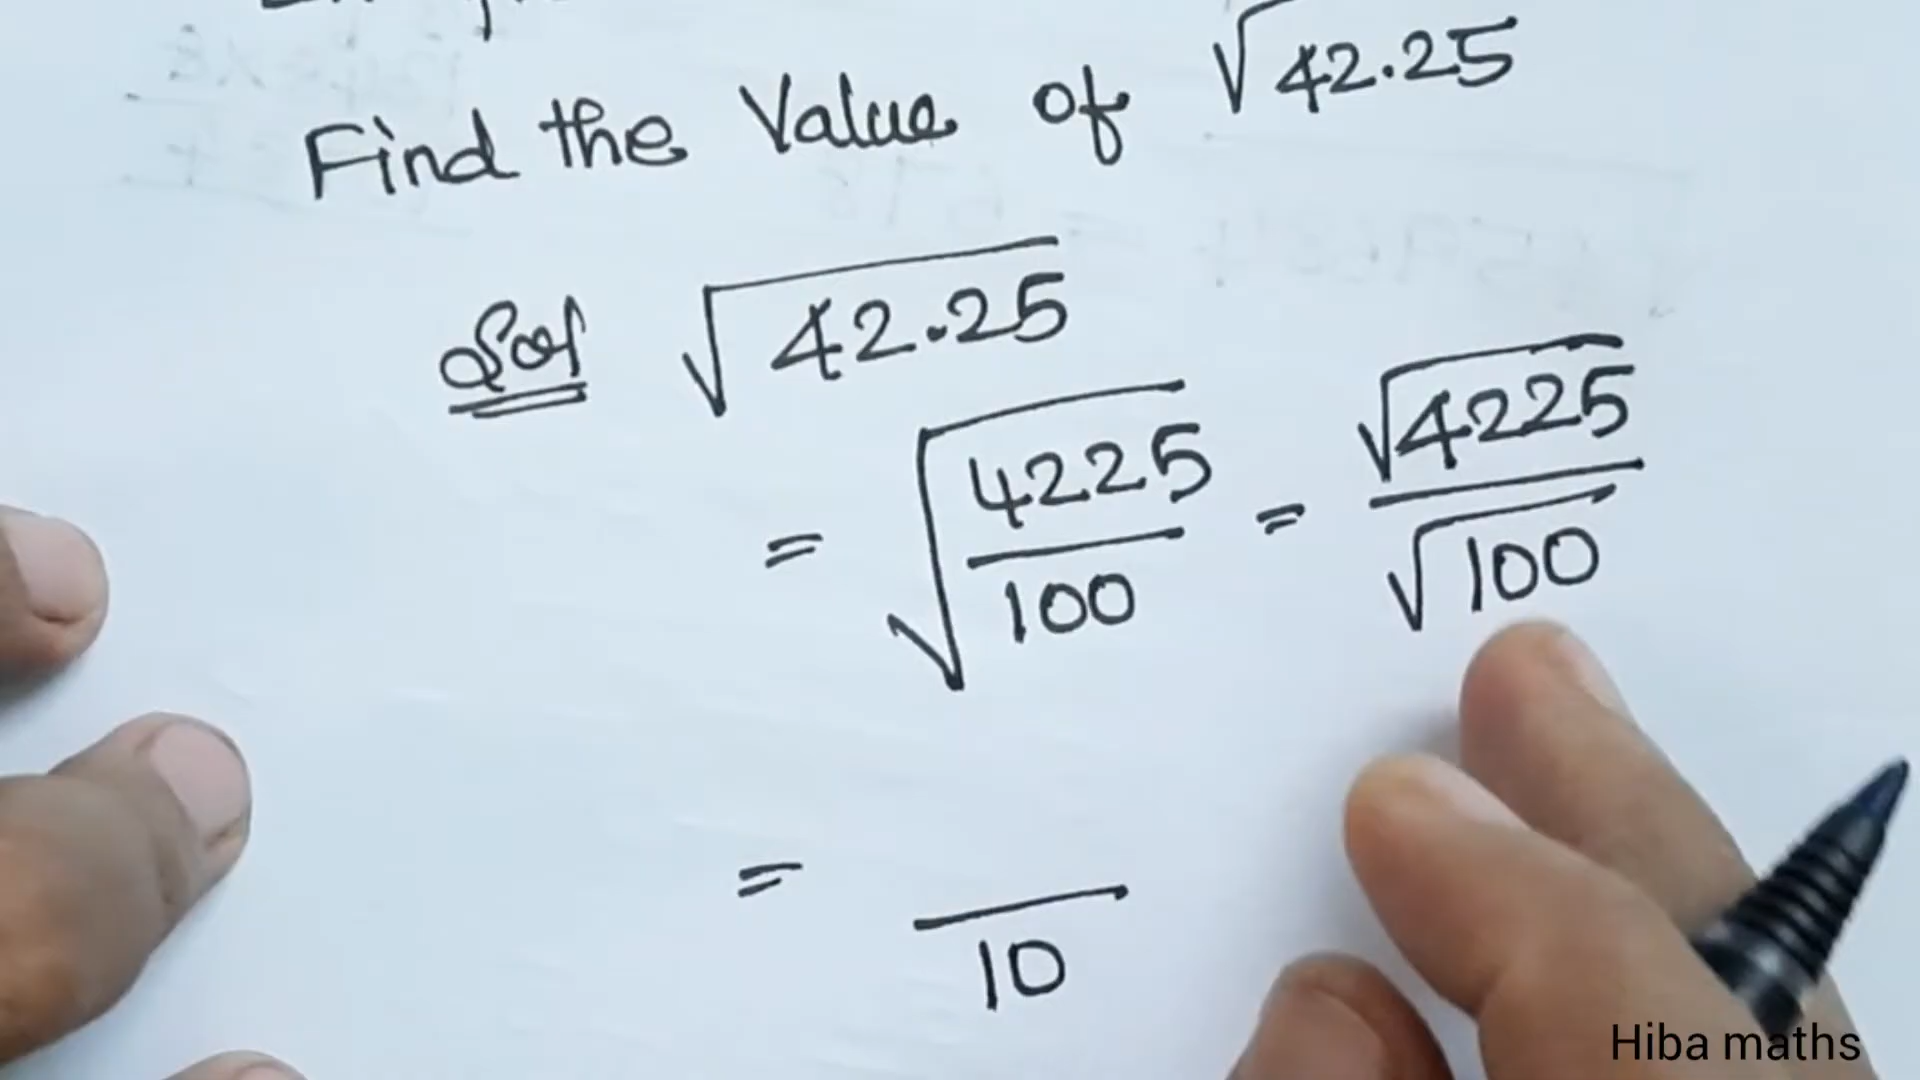 Find the Value of √42.25
Sol √42.25
= √4225/100 = √4225/√100
= /10
Hiba maths